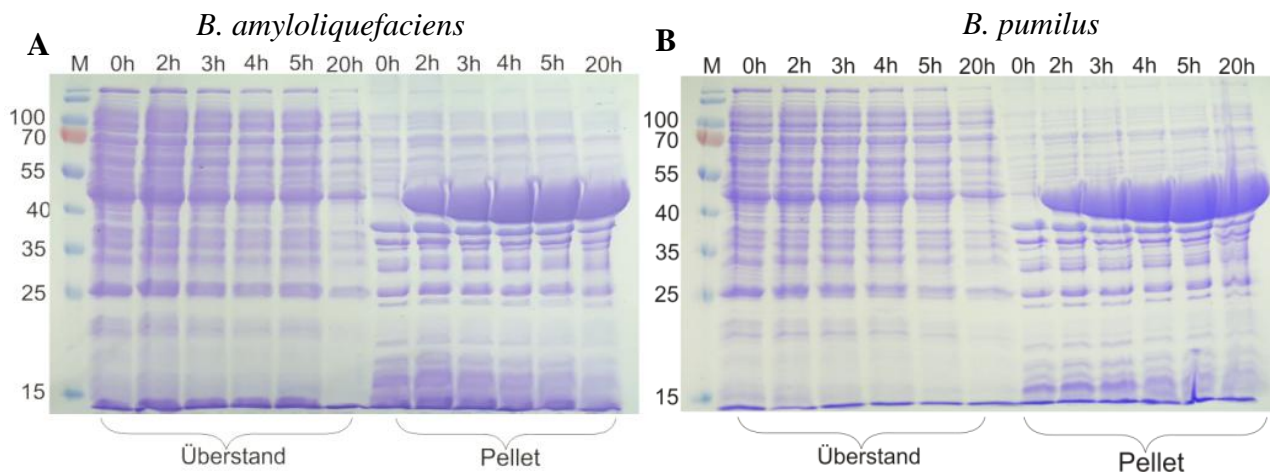 B. amyloliquefaciens
A
M 0h 2h 3h 4h 5h 20h 0h 2h 3h 4h 5h 20h
100
70
55
40
35
25
15
Überstand Pellet
B. pumilus
B
M 0h 2h 3h 4h 5h 20h 0h 2h 3h 4h 5h 20h
100
70
55
40
35
25
15
Überstand Pellet